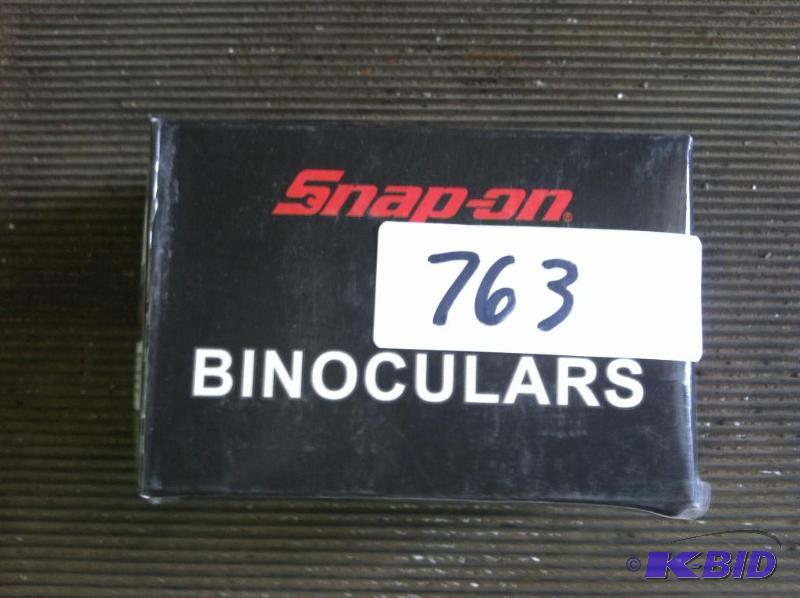 Snap-on®
763
BINOCULARS
© K-BID